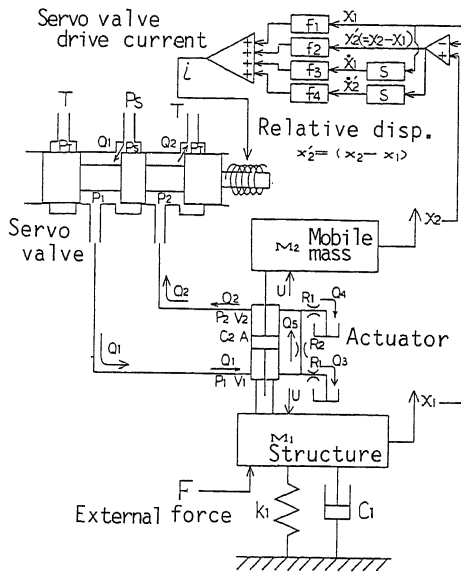 Servo valve
drive current
i
f1
f2
f3
f4
X1
X2'(=X2-X1)
Ẋ1
Ẋ2'
S
S
+
+
+
+
-
+
T
PS
T
Q1
Q2
PT
PS
PT
P1
P2
Relative disp.
x2'=(x2-x1)
Servo
valve
M2
Mobile
mass
X2
U
Q2
Q2
Q1
Q1
P2 V2
C2 A
P1 V1
R1
Q4
Q5
R2
R1
Q3
Actuator
U
X1
M1
Structure
F
External force
k1
C1